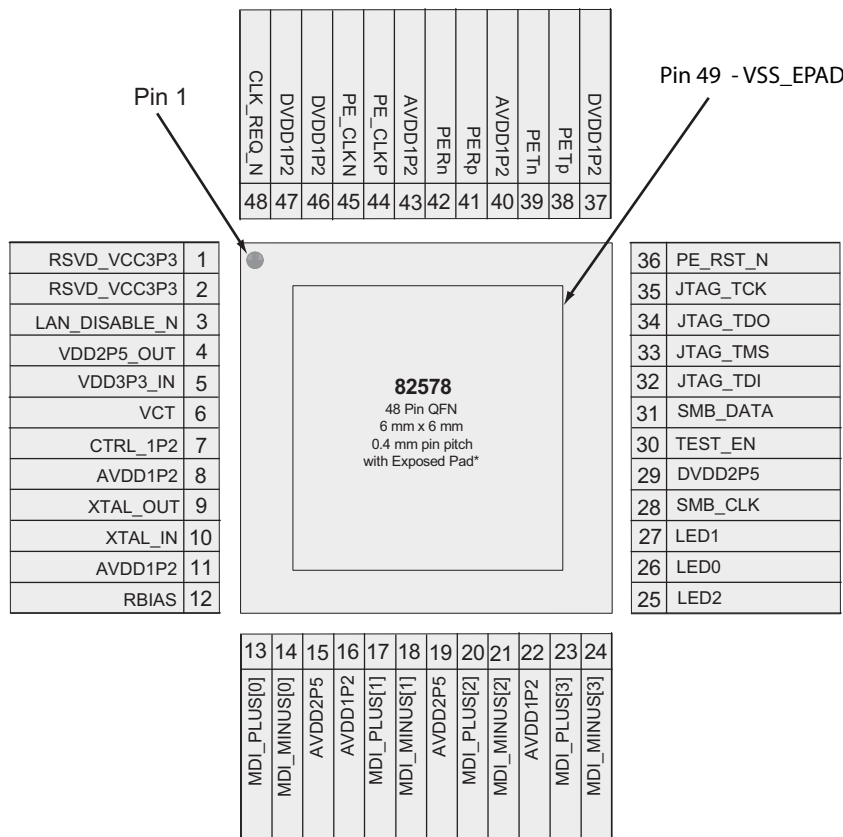 Pin 1
Pin 49 - VSS_EPAD
CLK_REQ_N
DVDD1P2
DVDD1P2
PE_CLKN
PE_CLKP
AVDD1P2
PERn
PERp
AVDD1P2
PETn
PETp
DVDD1P2
48 47 46 45 44 43 42 41 40 39 38 37
RSVD_VCC3P3 1
RSVD_VCC3P3 2
LAN_DISABLE_N 3
VDD2P5_OUT 4
VDD3P3_IN 5
VCT 6
CTRL_1P2 7
AVDD1P2 8
XTAL_OUT 9
XTAL_IN 10
AVDD1P2 11
RBIAS 12
82578
48 Pin QFN
6 mm x 6 mm
0.4 mm pin pitch
with Exposed Pad*
36 PE_RST_N
35 JTAG_TCK
34 JTAG_TDO
33 JTAG_TMS
32 JTAG_TDI
31 SMB_DATA
30 TEST_EN
29 DVDD2P5
28 SMB_CLK
27 LED1
26 LED0
25 LED2
13 14 15 16 17 18 19 20 21 22 23 24
MDI_PLUS[0]
MDI_MINUS[0]
AVDD2P5
AVDD1P2
MDI_PLUS[1]
MDI_MINUS[1]
AVDD2P5
MDI_PLUS[2]
MDI_MINUS[2]
AVDD1P2
MDI_PLUS[3]
MDI_MINUS[3]